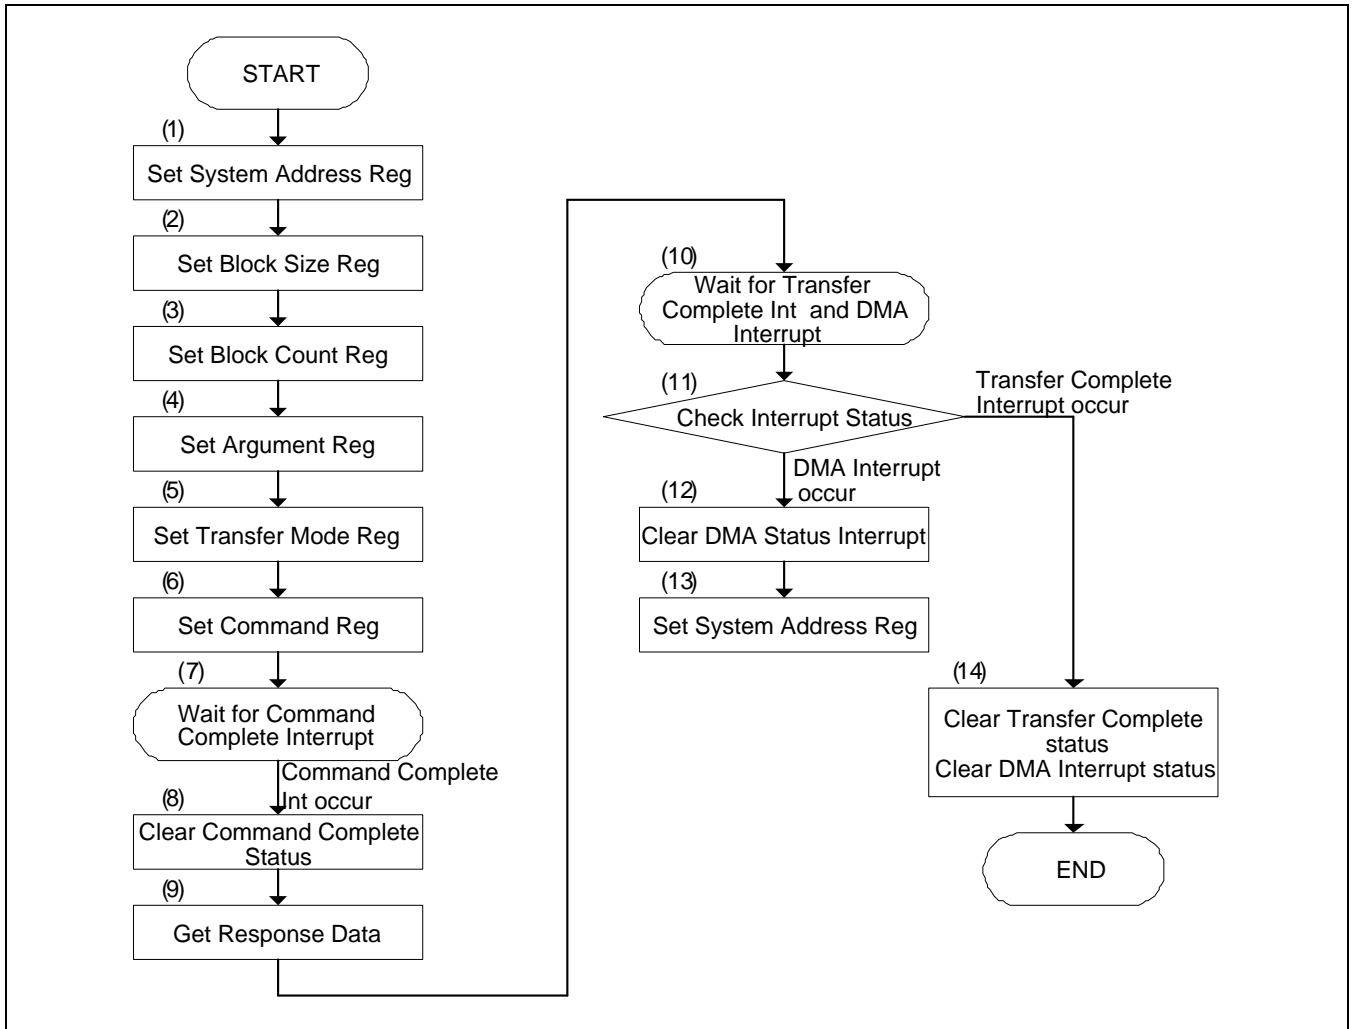 START
(1)
Set System Address Reg
(2)
Set Block Size Reg
(3)
Set Block Count Reg
(4)
Set Argument Reg
(5)
Set Transfer Mode Reg
(6)
Set Command Reg
(7)
Wait for Command
Complete Interrupt
Command Complete
Int occur
(8)
Clear Command Complete
Status
(9)
Get Response Data
(10)
Wait for Transfer
Complete Int and DMA
Interrupt
(11)
Check Interrupt Status
Transfer Complete
Interrupt occur
DMA Interrupt
occur
(12)
Clear DMA Status Interrupt
(13)
Set System Address Reg
(14)
Clear Transfer Complete
status
Clear DMA Interrupt status
END